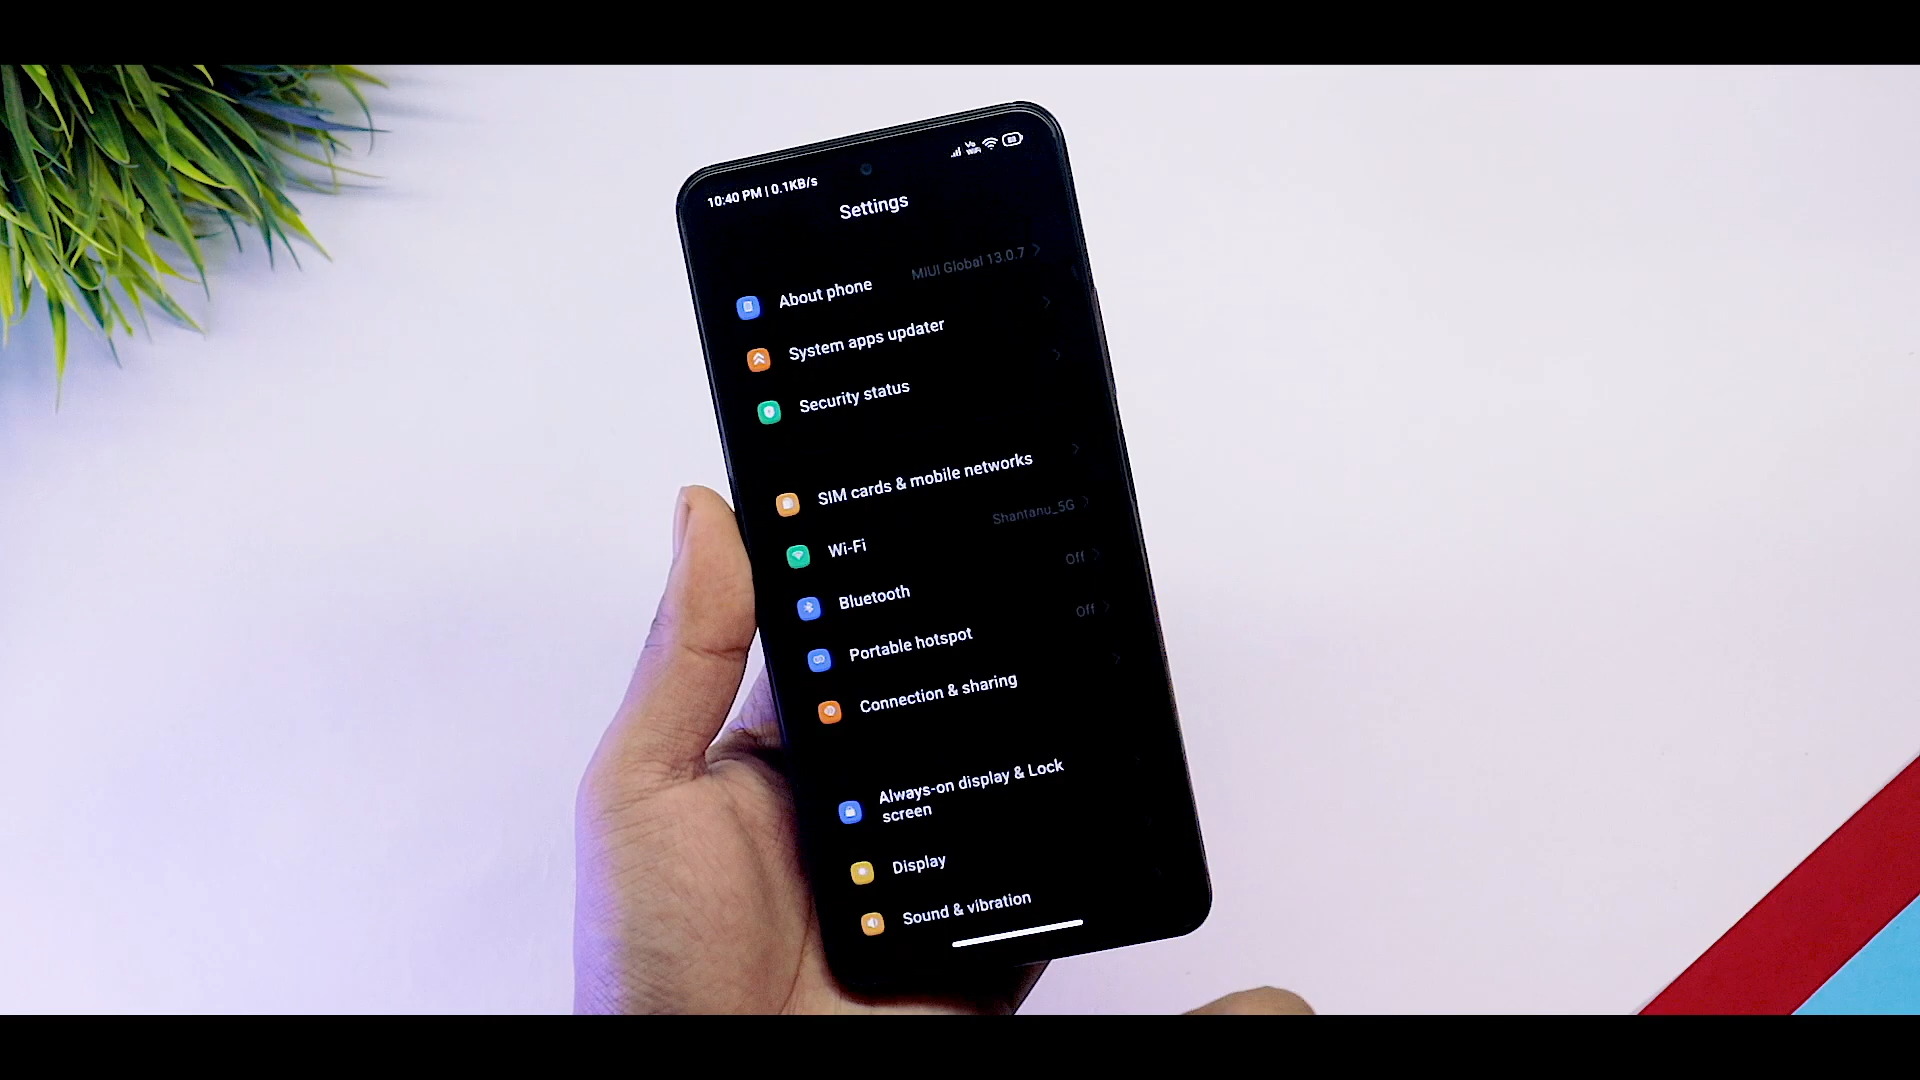 10:40 PM | 0.1KB/s
Vo
WiFi
Settings
About phone
MIUI Global 13.0.7
System apps updater
Security status
SIM cards & mobile networks
Wi-Fi
Shantanu_5G
Bluetooth
Off
Portable hotspot
Off
Connection & sharing
Always-on display & Lock
screen
Display
Sound & vibration